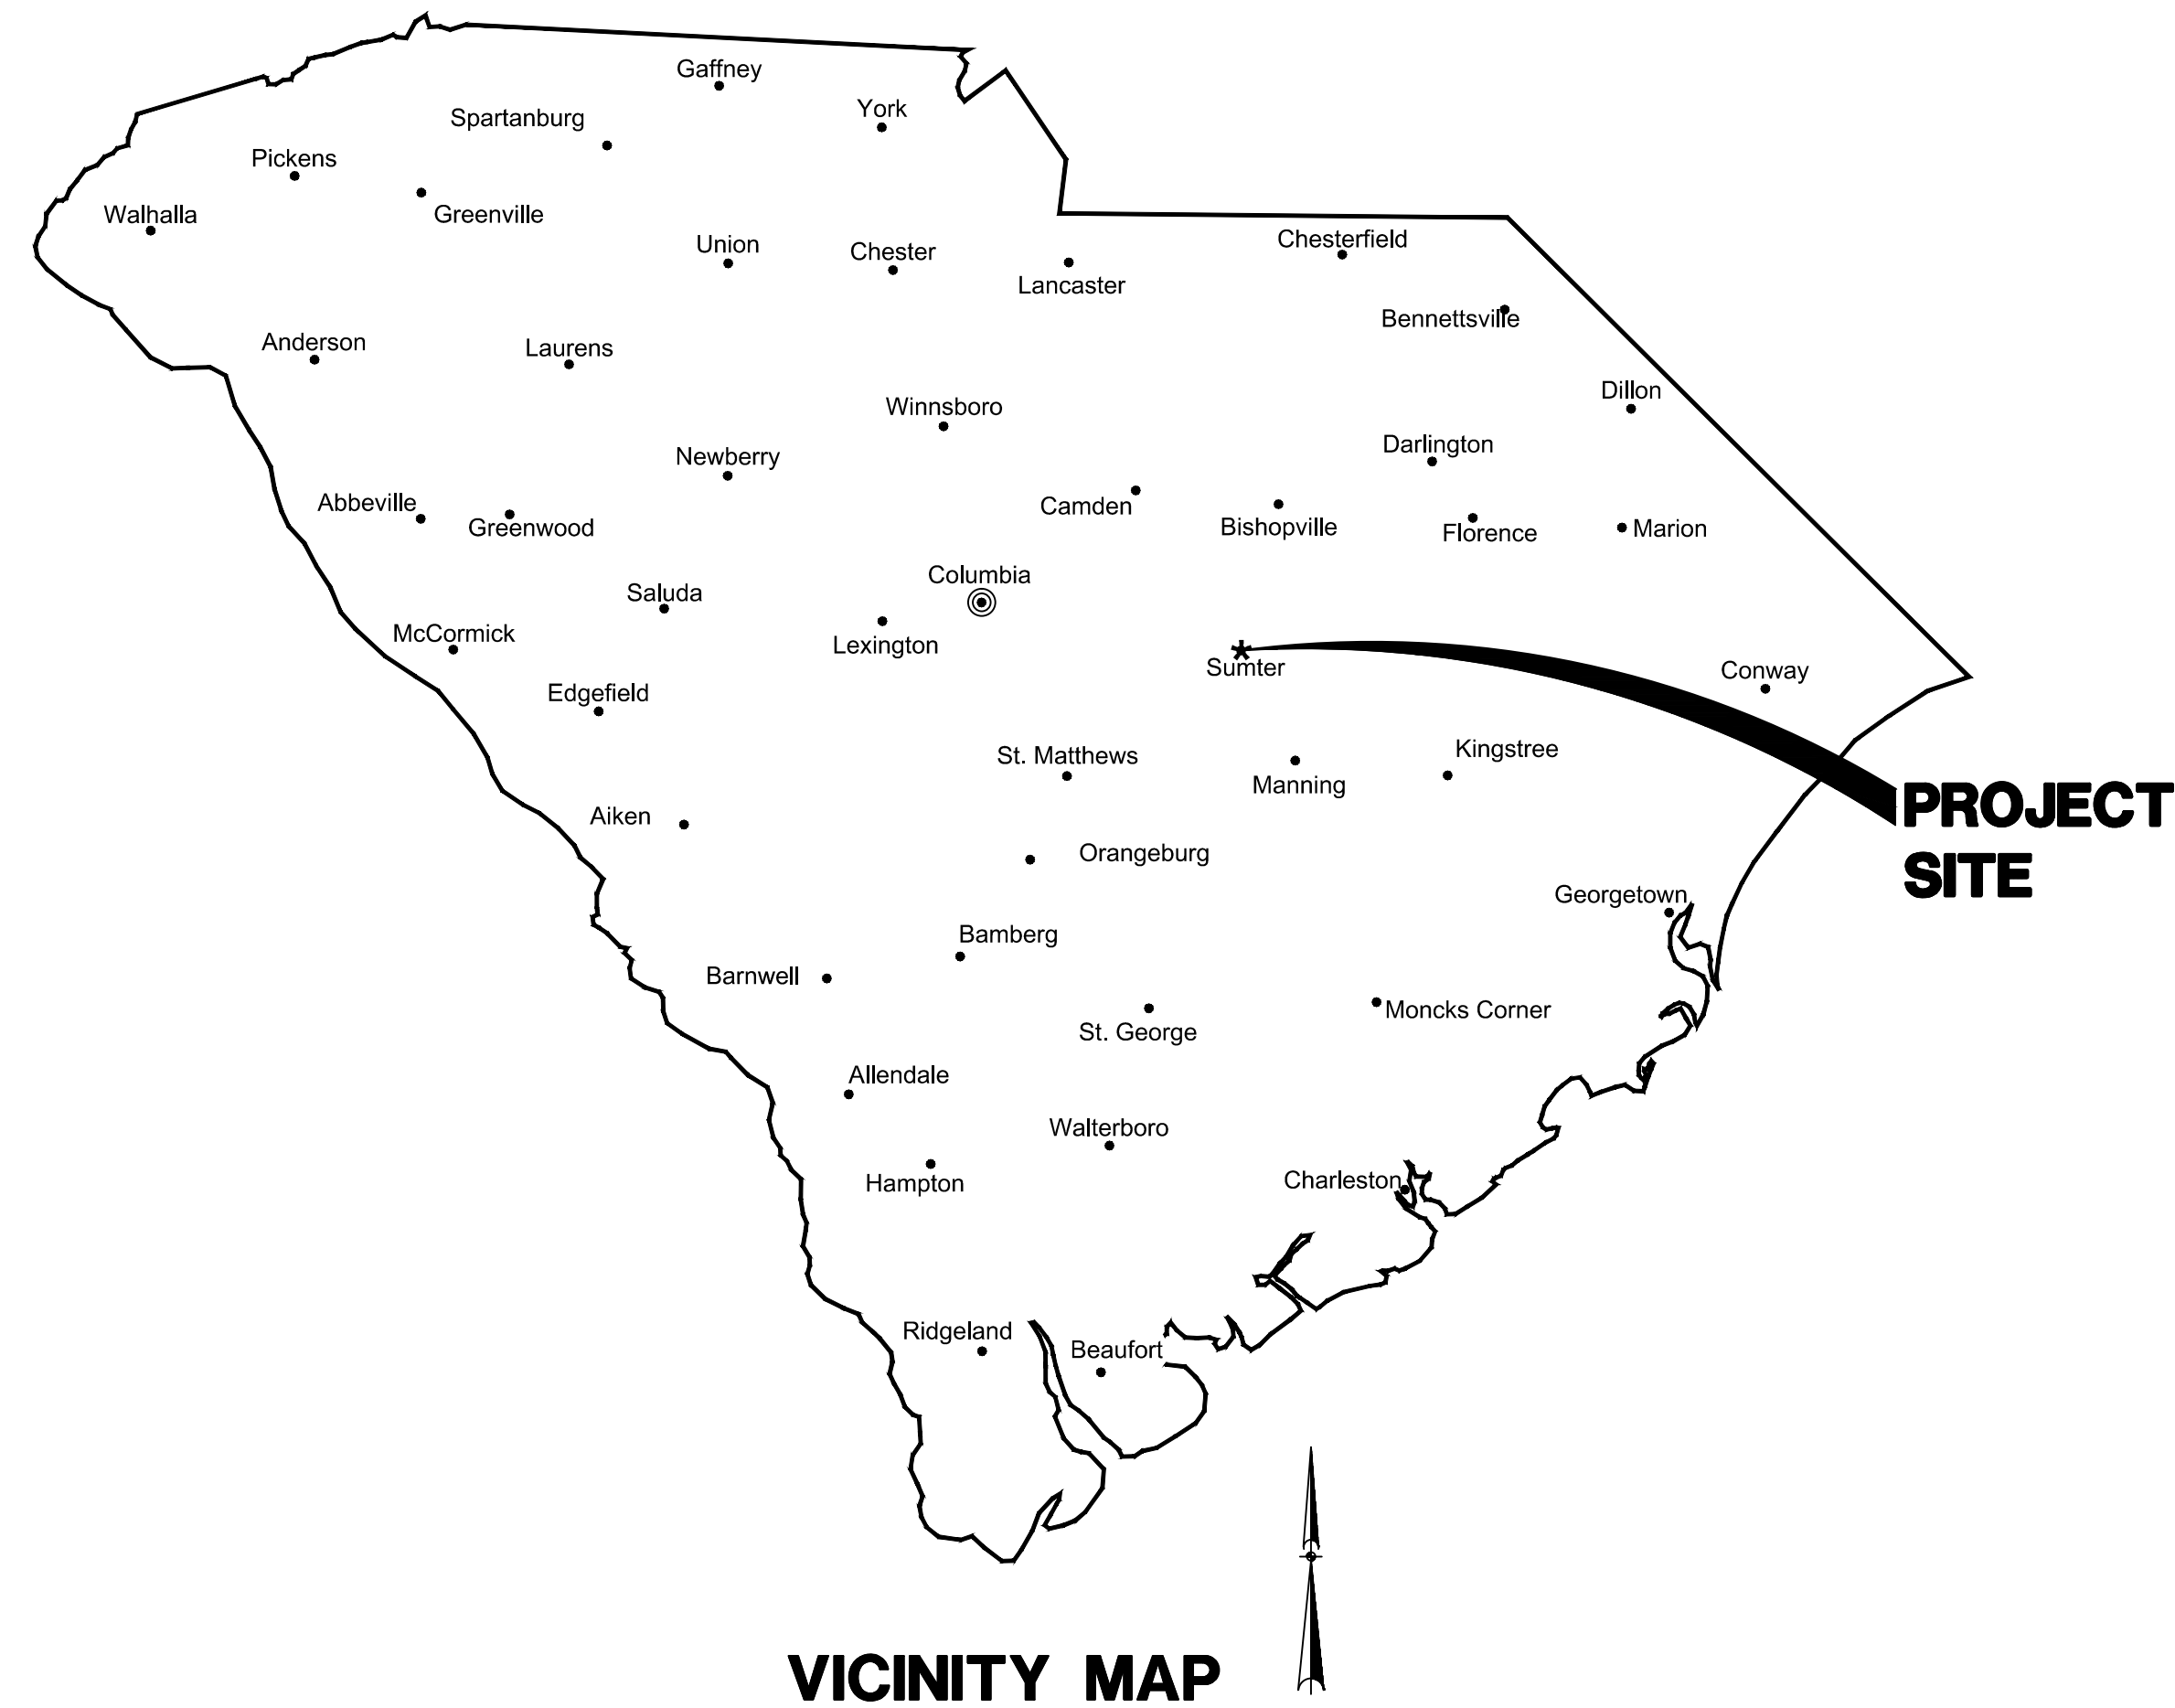 Gaffney
York
Spartanburg
Pickens
Walhalla
Greenville
Union
Chester
Chesterfield
Lancaster
Bennettsville
Anderson
Laurens
Dillon
Winnsboro
Darlington
Newberry
Abbeville
Greenwood
Camden
Bishopville
Florence
Marion
Columbia
Saluda
McCormick
Lexington
Sumter
Conway
Edgefield
St. Matthews
Kingstree
Manning
PROJECT
SITE
Aiken
Orangeburg
Georgetown
Bamberg
Barnwell
Moncks Corner
St. George
Allendale
Walterboro
Hampton
Charleston
Ridgeland
Beaufort
VICINITY MAP